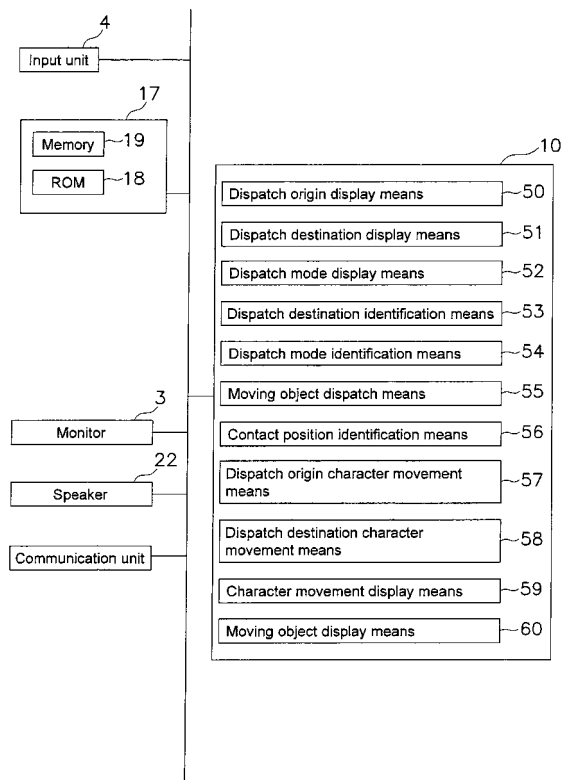 4
Input unit
17
Memory
19
ROM
18
10
Dispatch origin display means
50
Dispatch destination display means
51
Dispatch mode display means
52
Dispatch destination identification means
53
Dispatch mode identification means
54
Moving object dispatch means
55
Contact position identification means
56
Dispatch origin character movement
means
57
Dispatch destination character
movement means
58
Character movement display means
59
Moving object display means
60
3
Monitor
22
Speaker
Communication unit